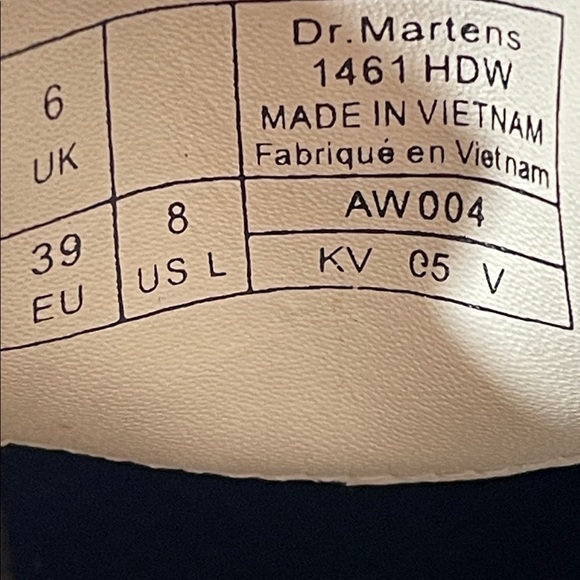 6
UK
39
EU
8
US L
Dr.Martens
1461 HDW
MADE IN VIETNAM
Fabriqué en Vietnam
AW004
KV 05 V